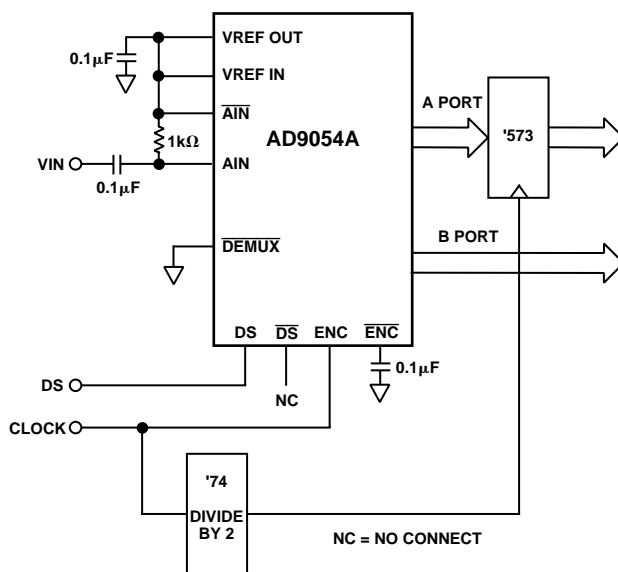 VREF OUT
0.1μF
VREF IN
A PORT
AIN
AD9054A
'573
1kΩ
VIN
AIN
0.1μF
B PORT
DEMUX
DS DS ENC ENC
0.1μF
DS
NC
CLOCK
'74
DIVIDE
BY 2
NC = NO CONNECT